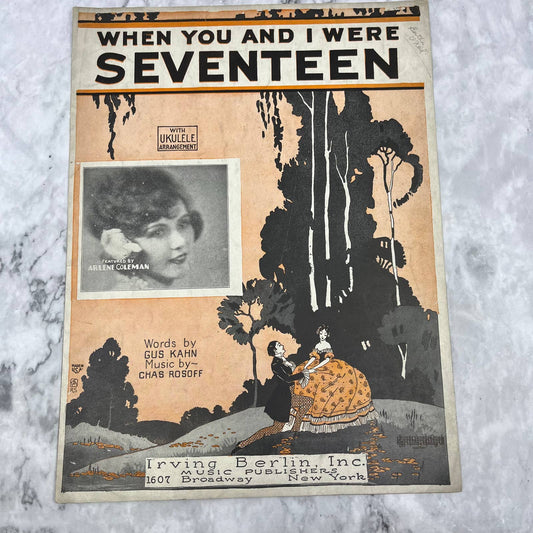 WHEN YOU AND I WERE
SEVENTEEN
WITH
UKULELE
ARRANGEMENT
FEATURED BY
ARLENE COLEMAN
Words by
GUS KAHN
Music by~
CHAS ROSOFF
Irving Berlin, Inc.
MUSIC PUBLISHERS
1607 Broadway New York